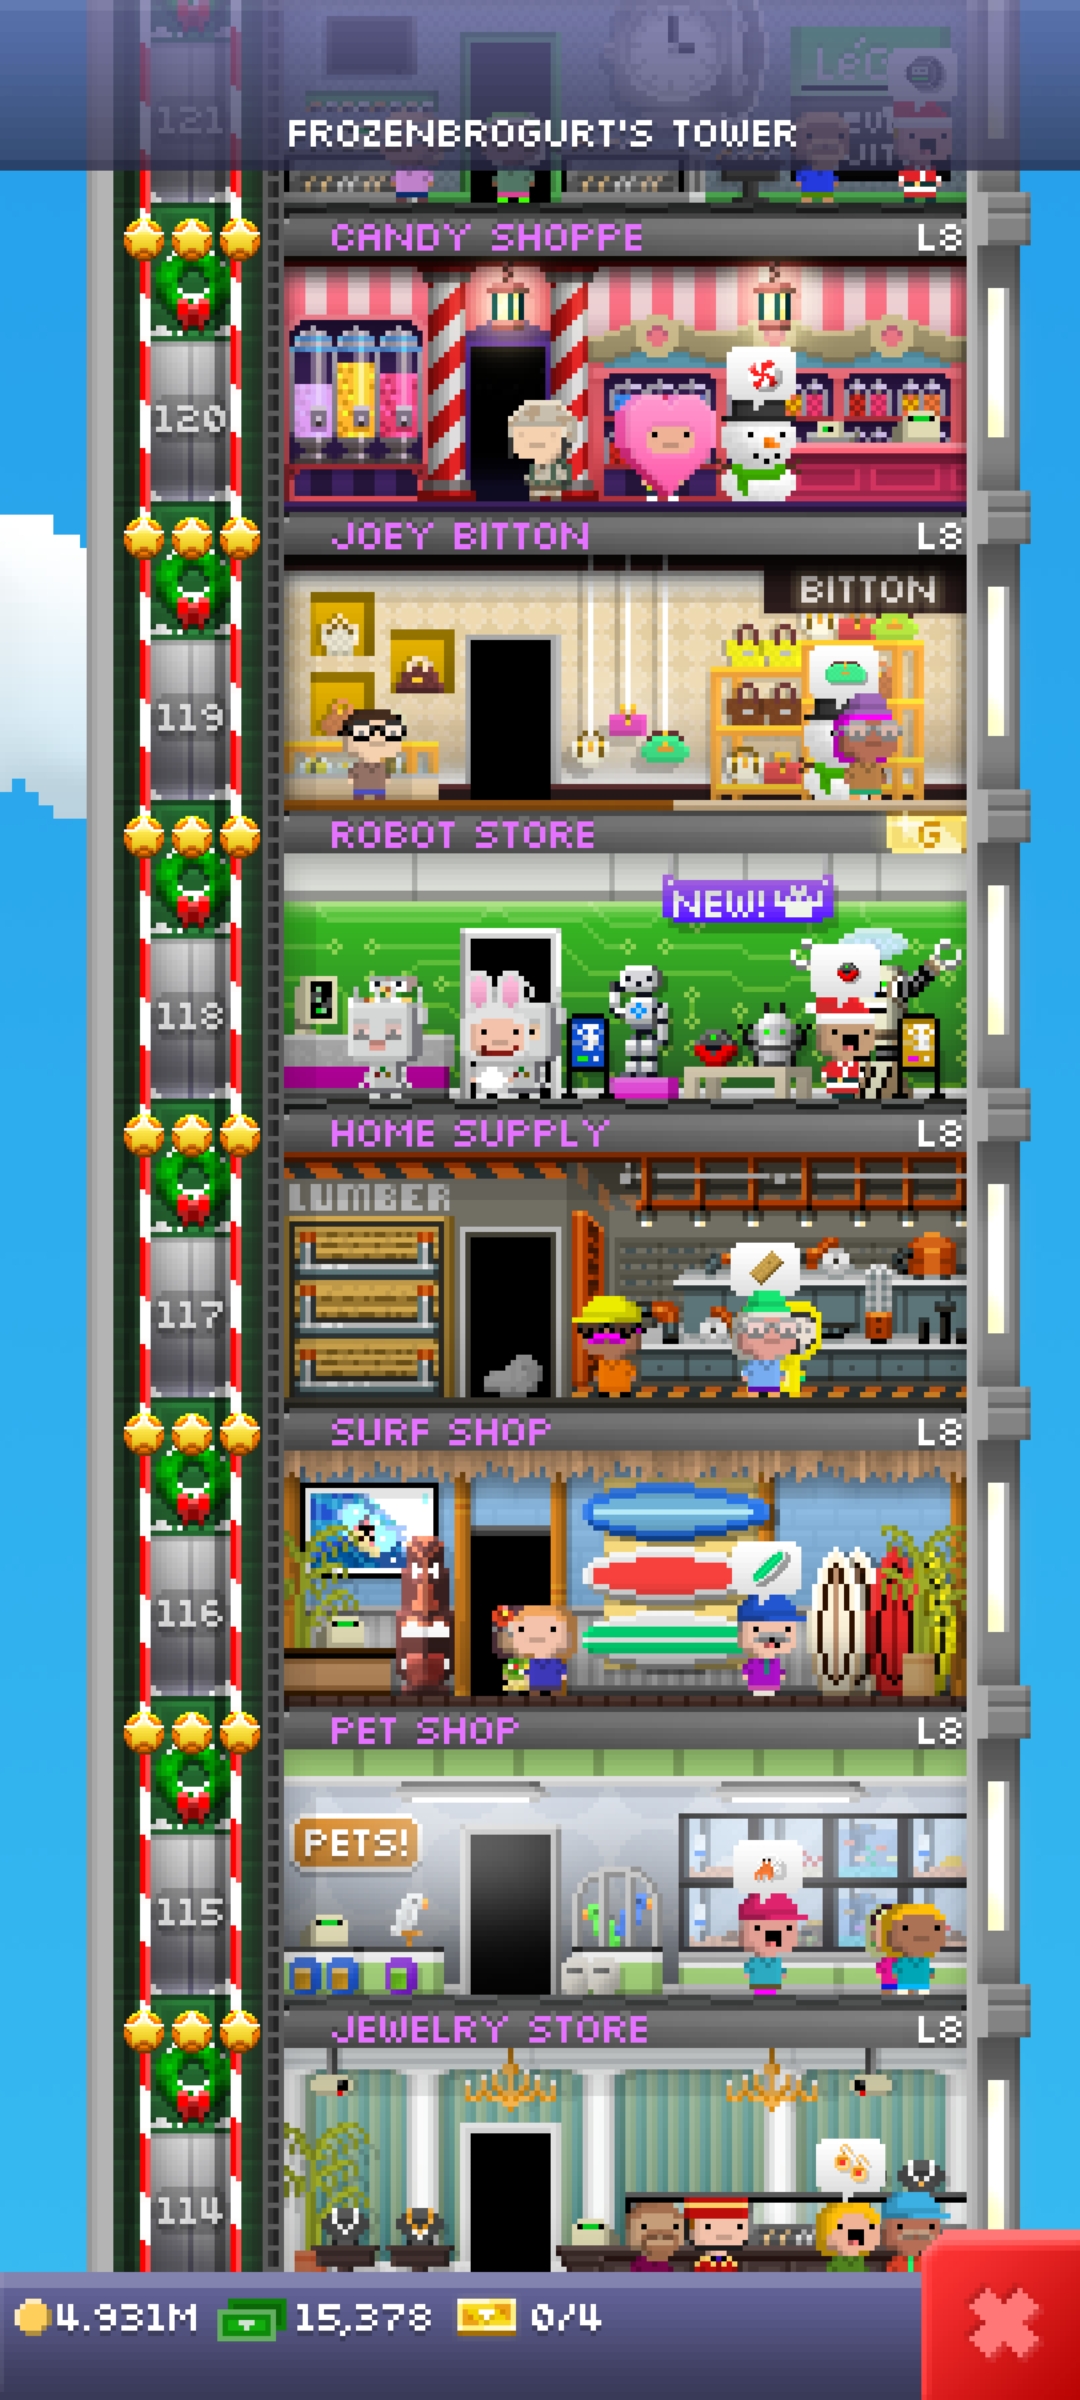 121
FROZENBROGURT'S TOWER
CANDY SHOPPE L8
120
JOEY BITTON L8
BITTON
119
ROBOT STORE G
NEW!
118
HOME SUPPLY L8
LUMBER
117
SURF SHOP L8
116
PET SHOP L8
PETS!
115
JEWELRY STORE L8
114
4.931M 15,378 0/4